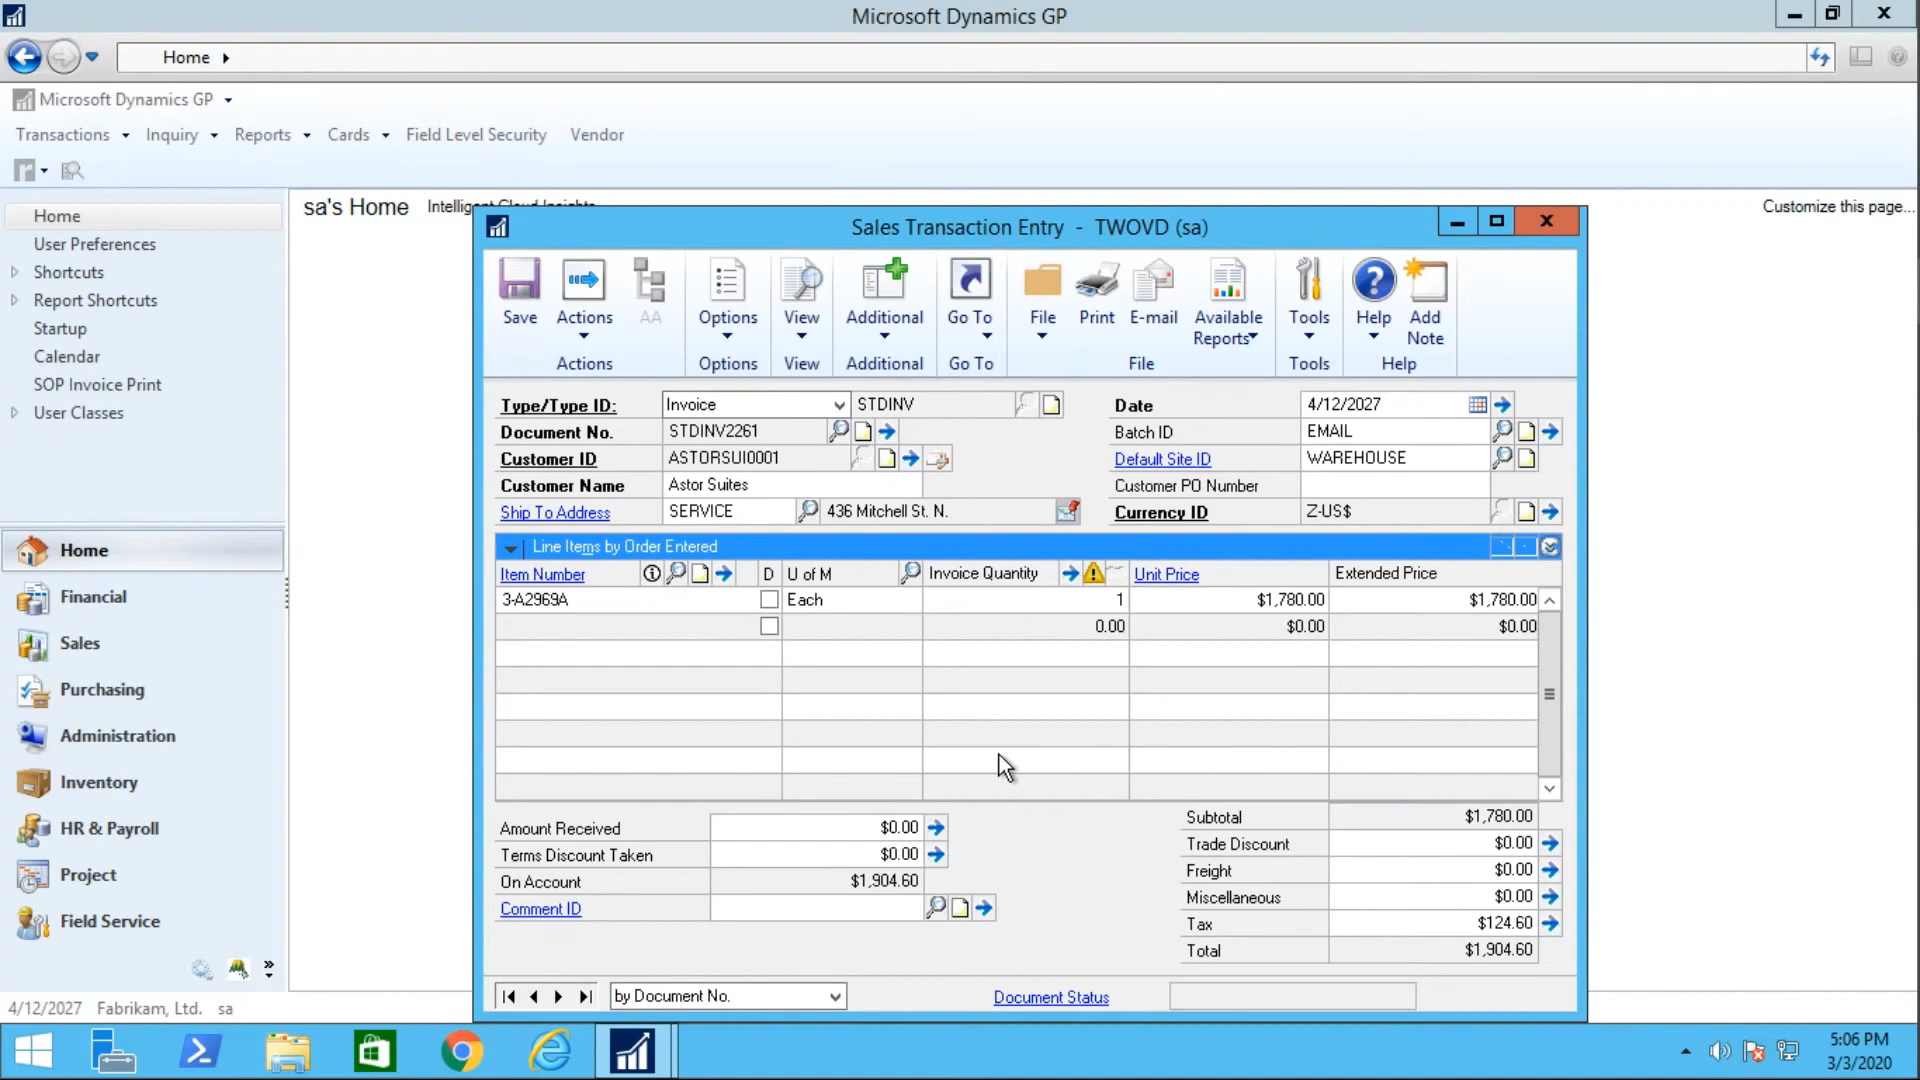 Microsoft Dynamics GP
Home
Microsoft Dynamics GP
Transactions Inquiry Reports Cards Field Level Security Vendor
sa's Home
Customize this page...
Home
User Preferences
Shortcuts
Report Shortcuts
Startup
Calendar
SOP Invoice Print
User Classes
Home
Financial
Sales
Purchasing
Administration
Inventory
HR & Payroll
Project
Field Service
4/12/2027 Fabrikam, Ltd. sa
Sales Transaction Entry - TWOVD (sa)
Save Actions AA Options View Additional Go To File Print E-mail Available Reports Tools Help Add Note
Actions Options View Additional Go To File Tools Help
Type/Type ID: Invoice STDINV Date 4/12/2027
Document No. STDINV2261 Batch ID EMAIL
Customer ID ASTORSUI0001 Default Site ID WAREHOUSE
Customer Name Astor Suites Customer PO Number
Ship To Address SERVICE 436 Mitchell St. N. Currency ID Z-US$
Line Items by Order Entered
Item Number D U of M Invoice Quantity Unit Price Extended Price
3-A2969A Each 1 $1,780.00 $1,780.00
0.00 $0.00 $0.00
Amount Received $0.00
Terms Discount Taken $0.00
On Account $1,904.60
Comment ID
Subtotal $1,780.00
Trade Discount $0.00
Freight $0.00
Miscellaneous $0.00
Tax $124.60
Total $1,904.60
by Document No. Document Status
5:06 PM
3/3/2020